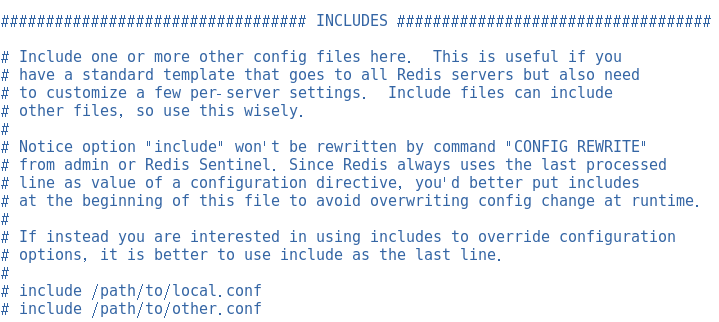 ################################## INCLUDES ###################################

# Include one or more other config files here.  This is useful if you
# have a standard template that goes to all Redis servers but also need
# to customize a few per-server settings.  Include files can include
# other files, so use this wisely.
#
# Notice option "include" won't be rewritten by command "CONFIG REWRITE"
# from admin or Redis Sentinel. Since Redis always uses the last processed
# line as value of a configuration directive, you'd better put includes
# at the beginning of this file to avoid overwriting config change at runtime.
#
# If instead you are interested in using includes to override configuration
# options, it is better to use include as the last line.
#
# include /path/to/local.conf
# include /path/to/other.conf